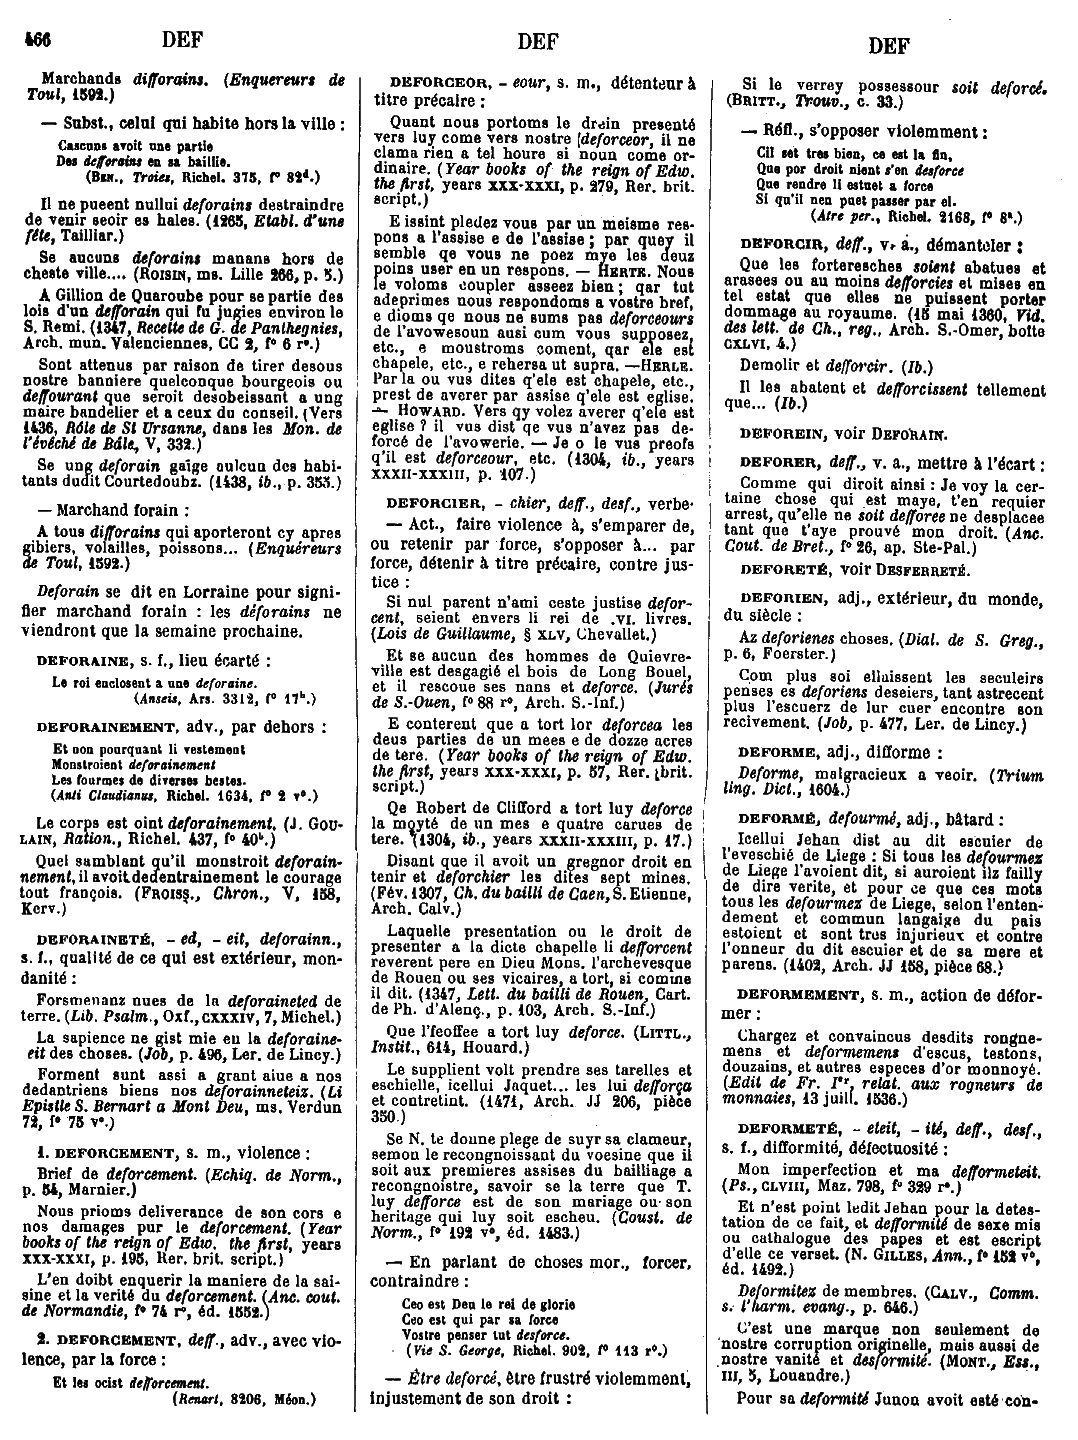 466 DEF DEF DEF
Marchands difforains. (Enquereurs de
Toul, 1592.)
— Subst., celui qui habite hors la ville :
Cascuns avoit une partie
Des defforains en sa baillie.
(Ben., Troies, Richel. 375, f° 82d.)
Il ne pueent nullui deforains destraindre
de venir seoir es hales. (1265, Etabl. d'une
fête, Tailliar.)
Se aucuns deforains manans hors de
cheste ville.... (Roisin, ms. Lille 266, p. 5.)
A Gillion de Quaroube pour se partie des
lois d'un defforain qui fu jugies environ le
S. Remi. (1347, Recette de G. de Panthegnies,
Arch. mun. Valenciennes, CC 2, f° 6 r°.)
Sont attenus par raison de tirer desous
nostre banniere quelconque bourgeois ou
deffourant que seroit desobeissant a ung
maire bandelier et a ceux du conseil. (Vers
1436, Rôle de St Ursanne, dans les Mon. de
l'évêché de Bâle, V, 332.)
Se ung deforain gaige aulcun des habi-
tants dudit Courtedoubz. (1438, ib., p. 353.)
— Marchand forain :
A tous difforains qui aporteront cy apres
gibiers, volailles, poissons... (Enquéreurs
de Toul, 1592.)
Deforain se dit en Lorraine pour signi-
fier marchand forain : les déforains ne
viendront que la semaine prochaine.
DEFORAINE, s. f., lieu écarté :
Le roi enclosent a une deforaine.
(Anseis, Ars. 3312, f° 17b.)
DEFORAINEMENT, adv., par dehors :
Et non pourquant li vestement
Monstroient deforainement
Les fourmes de diverses bestes.
(Anti Claudianus, Richel. 1634, f° 2 v°.)
Le corps est oint deforainement. (J. Gou-
lain, Ration., Richel. 437, f° 40b.)
Quel samblant qu'il monstroit deforain-
nement, il avoit dedentrainement le courage
tout françois. (Froiss., Chron., V, 158,
Kerv.)
DEFORAINETÉ, - ed, - eit, deforainn.,
s. f., qualité de ce qui est extérieur, mon-
danité :
Forsmenanz nues de la deforaineted de
terre. (Lib. Psalm., Oxf., CXXXIV, 7, Michel.)
La sapience ne gist mie eu la deforaine-
eit des choses. (Job, p. 496, Ler. de Lincy.)
Forment sunt assi a grant aiue a nos
dedantriens biens nos deforainneteiz. (Li
Epistle S. Bernart a Mont Deu, ms. Verdun
72, f° 75 v°.)
1. DEFORCEMENT, s. m., violence :
Brief de deforcement. (Echiq. de Norm.,
p. 54, Marnier.)
Nous prioms deliverance de son cors e
nos damages pur le deforcement. (Year
books of the reign of Edw. the first, years
XXX-XXXI, p. 195, Rer. brit. script.)
L'en doibt enquerir la maniere de la sai-
sine et la verité du deforcement. (Anc. cout.
de Normandie, f° 74 r°, éd. 1552.)
2. DEFORCEMENT, deff., adv., avec vio-
lence, par la force :
Et les ocist defforcement.
(Renart, 8206, Méon.)
DEFORCEOR, - eour, s. m., détenteur à
titre précaire :
Quant nous portoms le drein presenté
vers luy come vers nostre [deforceor, il ne
clama rien a tel houre si noun come or-
dinaire. (Year books of the reign of Edw.
the first, years XXX-XXXI, p. 279, Rer. brit.
script.)
E issint pledez vous par un meisme res-
pons a l'assise e de l'assise ; par quey il
semble qe vous ne poez mye les deuz
poins user en un respons. — Herte. Nous
le voloms coupler asseez bien ; qar tut
adeprimes nous respondoms a vostre bref,
e dioms qe nous ne sums pas deforceours
de l'avowesoun ausi cum vous supposez,
etc., e moustroms coment, qar ele est
chapele, etc., e rehersa ut supra. — Herle.
Par la ou vus dites q'ele est chapele, etc.,
prest de averer par assise q'ele est eglise.
— Howard. Vers qy volez averer q'ele est
eglise ? il vus dist qe vus n'avez pas de-
forcé de l'avowerie. — Je o le vus preofs
q'il est deforceour, etc. (1304, ib., years
XXXII-XXXIII, p. 107.)
DEFORCIER, - chier, deff., desf., verbe·
— Act., faire violence à, s'emparer de,
ou retenir par force, s'opposer à... par
force, détenir à titre précaire, contre jus-
tice :
Si nul parent n'ami ceste justise defor-
cent, seient envers li rei de .VI. livres.
(Lois de Guillaume, § XLV, Chevallet.)
Et se aucun des hommes de Quievre-
ville est desgagié el bois de Long Bouel,
et il rescoue ses nans et deforce. (Jurés
de S.-Ouen, f° 88 r°, Arch. S.-Inf.)
E conterent que a tort lor deforcea les
deus parties de un mees e de dozze acres
de tere. (Year books of the reign of Edw.
the first, years XXX-XXXI, p. 57, Rer. brit.
script.)
Qe Robert de Clifford a tort luy deforce
la moyté de un mes e quatre carues de
tere. (1304, ib., years XXXII-XXXIII, p. 17.)
Disant que il avoit un gregnor droit en
tenir et deforchier les dites sept mines.
(Fév. 1307, Ch. du bailli de Caen, S. Etienne,
Arch. Calv.)
Laquelle presentation ou le droit de
presenter a la dicte chapelle li defforcent
reverent pere en Dieu Mons. l'archevesque
de Rouen ou ses vicaires, a tort, si comme
il dit. (1347, Lett. du bailli de Rouen, Cart.
de Ph. d'Alenç., p. 103, Arch. S.-Inf.)
Que l'feoffee a tort luy deforce. (Littl.,
Instit., 614, Houard.)
Le supplient volt prendre ses tarelles et
eschielle, icellui Jaquet... les lui defforça
et contretint. (1471, Arch. JJ 206, pièce
350.)
Se N. te donne plege de suyr sa clameur,
semon le recongnoissant du voesine que il
soit aux premieres assises du bailliage a
recongnoistre, savoir se la terre que T.
luy defforce est de son mariage ou son
heritage qui luy soit escheu. (Coust. de
Norm., f° 192 v°, éd. 1483.)
— En parlant de choses mor., forcer,
contraindre :
Ceo est Deu le rei de glorie
Ceo est qui par sa force
Vostre penser tut desforce.
(Vie S. George, Richel. 902, f° 113 r°.)
— Être deforcé, être frustré violemment,
injustement de son droit :
Si le verrey possessour soit deforcé.
(Britt., Trouv., c. 33.)
— Réfl., s'opposer violemment :
Cil set tres bien, ce est la fin,
Que por droit nient s'en desforce
Que rendre li estuet a force
Si qu'il nen puet passer par el.
(Atre per., Richel. 2168, f° 8a.)
DEFORCIR, deff., v. a., démanteler :
Que les forteresches soient abatues et
arasees ou au moins defforcies et mises en
tel estat que elles ne puissent porter
dommage au royaume. (15 mai 1360, Vid.
des lett. de Ch., reg., Arch. S.-Omer, boîte
CXLVI, 4.)
Demolir et defforcir. (Ib.)
Il les abatent et defforcissent tellement
que... (Ib.)
DEFOREIN, voir Deforain.
DEFORER, deff., v. a., mettre à l'écart :
Comme qui diroit ainsi : Je voy la cer-
taine chose qui est maye, t'en requier
arrest, qu'elle ne soit defforee ne desplacee
tant que t'aye prouvé mon droit. (Anc.
Cout. de Bret., f° 26, ap. Ste-Pal.)
DEFORETÉ, voir Desferreté.
DEFORIEN, adj., extérieur, du monde,
du siècle :
Az deforienes choses. (Dial. de S. Greg.,
p. 6, Foerster.)
Com plus soi ellaissent les seculeirs
penses es deforiens deseiers, tant astrecent
plus l'escuerz de lur cuer encontre son
recivement. (Job, p. 477, Ler. de Lincy.)
DEFORME, adj., difforme :
Deforme, malgracieux a veoir. (Trium
ling. Dict., 1604.)
DEFORMÉ, defourmé, adj., bâtard :
Icellui Jehan dist au dit escuier de
l'eveschié de Liege : Si tous les defourmez
de Liege l'avoient dit, si auroient ilz failly
de dire verite, et pour ce que ces mots
tous les defourmez de Liege, selon l'enten-
dement et commun langaige du pais
estoient et sont tres injurieux et contre
l'onneur du dit escuier et de sa mere et
parens. (1402, Arch. JJ 158, pièce 68.)
DEFORMEMENT, s. m., action de défor-
mer :
Chargez et convaincus desdits rongne-
mens et deformemens d'escus, testons,
douzains, et autres especes d'or monnoyé.
(Edit de Fr. Ier, relat. aux rogneurs de
monnaies, 13 juill. 1536.)
DEFORMETÉ, - eteit, - ité, deff., desf.,
s. f., difformité, défectuosité :
Mon imperfection et ma defformeteit.
(Ps., CLVIII, Maz. 798, f° 329 r°.)
Et n'est point ledit Jehan pour la detes-
tation de ce fait, et defformité de sexe mis
ou cathalogue des papes et est escript
d'elle ce verset. (N. Gilles, Ann., f° 152 v°,
éd. 1492.)
Deformitez de membres. (Calv., Comm.
s. l'harm. evang., p. 646.)
C'est une marque non seulement de
nostre corruption originelle, mais aussi de
nostre vanité et desformité. (Mont., Ess.,
III, 5, Louandre.)
Pour sa deformité Junon avoit esté con-